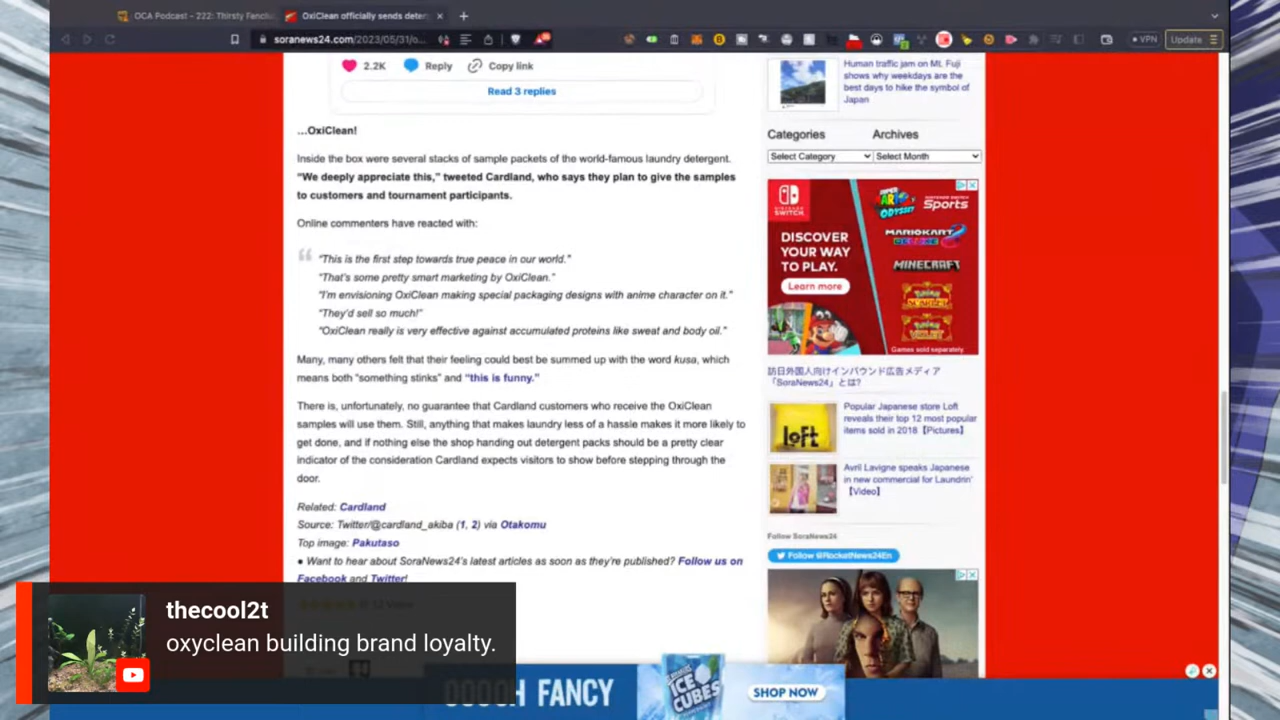 OCA Podcast – 222: Thirsty Fanclu
OxiClean officially sends deter
soranews24.com/2023/05/31/o...
VPN
Update
2.2K
Reply
Copy link
Read 3 replies
...OxiClean!
Inside the box were several stacks of sample packets of the world-famous laundry detergent.
“We deeply appreciate this,” tweeted Cardland, who says they plan to give the samples
to customers and tournament participants.
Online commenters have reacted with:
“This is the first step towards true peace in our world.”
“That’s some pretty smart marketing by OxiClean.”
“I’m envisioning OxiClean making special packaging designs with anime character on it.”
“They’d sell so much!”
“OxiClean really is very effective against accumulated proteins like sweat and body oil.”
Many, many others felt that their feeling could best be summed up with the word kusa, which
means both “something stinks” and “this is funny.”
There is, unfortunately, no guarantee that Cardland customers who receive the OxiClean
samples will use them. Still, anything that makes laundry less of a hassle makes it more likely to
get done, and if nothing else the shop handing out detergent packs should be a pretty clear
indicator of the consideration Cardland expects visitors to show before stepping through the
door.
Related: Cardland
Source: Twitter/@cardland_akiba (1, 2) via Otakomu
Top image: Pakutaso
● Want to hear about SoraNews24’s latest articles as soon as they’re published? Follow us on
Facebook and Twitter!
Human traffic jam on Mt. Fuji
shows why weekdays are the
best days to hike the symbol of
Japan
Categories
Archives
Select Category
Select Month
NINTENDO
SWITCH
SUPER
MARIO
ODYSSEY
Sports
DISCOVER
YOUR WAY
TO PLAY.
Learn more
MARIOKART
DELUXE
MINECRAFT
Games sold separately
訪日外国人向けインバウンド広告メディア
「SoraNews24」とは?
LOFT
Popular Japanese store Loft
reveals their top 12 most popular
items sold in 2018【Pictures】
Avril Lavigne speaks Japanese
in new commercial for Laundrin’
【Video】
Follow SoraNews24
Follow @RocketNews24En
thecool2t
oxyclean building brand loyalty.
OOOOH FANCY
ICE
CUBES
SHOP NOW